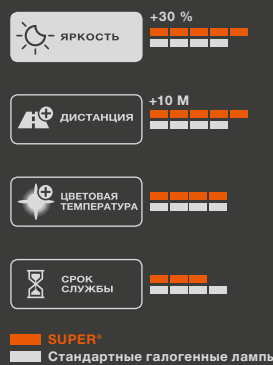 +30 %
ЯРКОСТЬ
+10 М
ДИСТАНЦИЯ
ЦВЕТОВАЯ
ТЕМПЕРАТУРА
СРОК
СЛУЖБЫ
SUPER®
Стандартные галогенные лампы